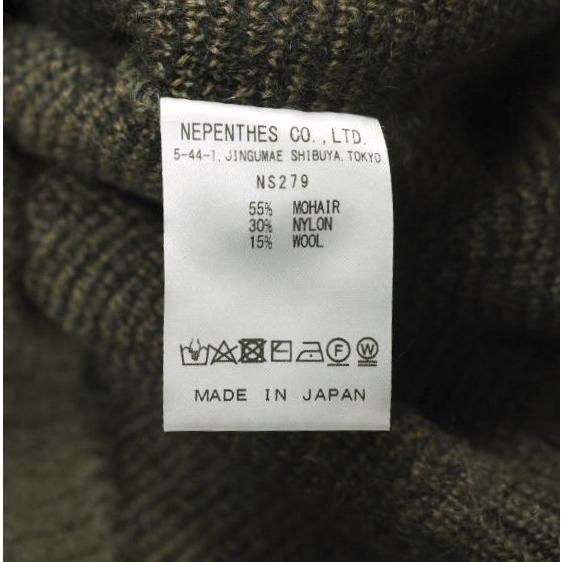 NEPENTHES CO.,LTD.
5-44-1, JINGUMAE SHIBUYA. TOKYO
NS279
55% MOHAIR
30% NYLON
15% WOOL
F W
MADE IN JAPAN